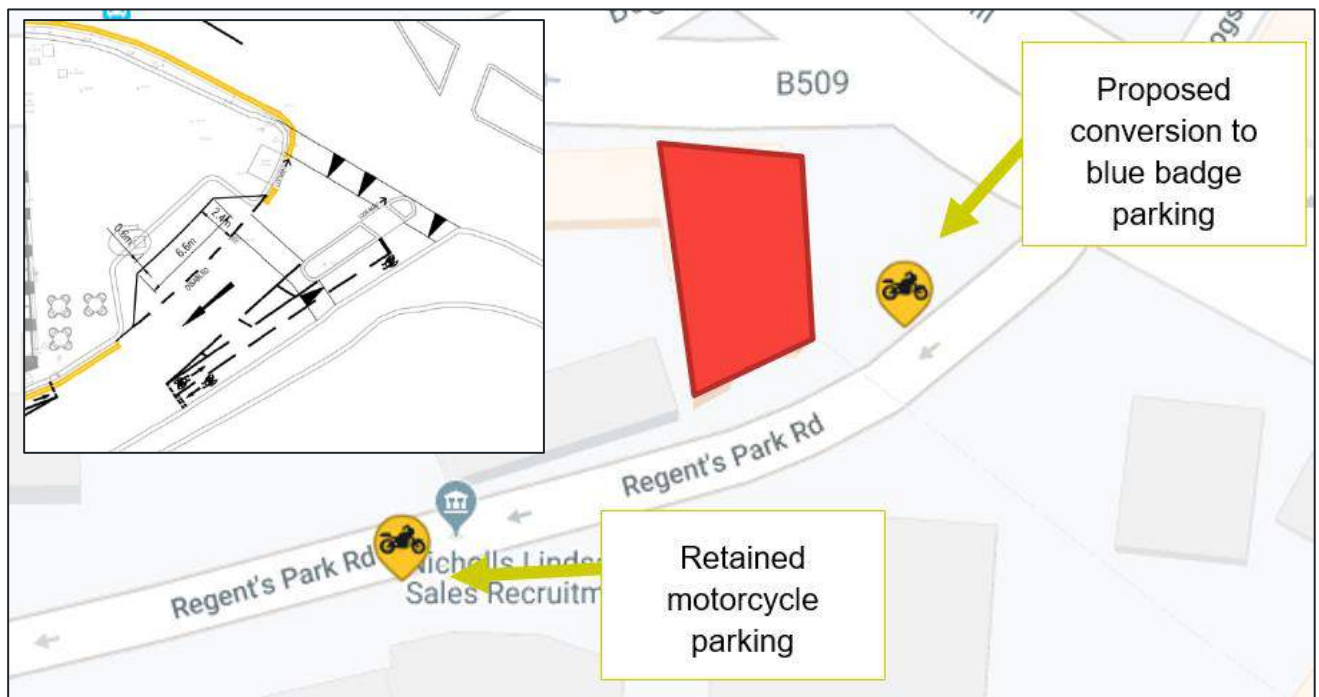 B509
Proposed
conversion to
blue badge
parking
0.6m
6.6m
2.4m
DISABLED
Regent's Park Rd
Regent's Park Rd
Retained
motorcycle
parking
Sales Recruitm